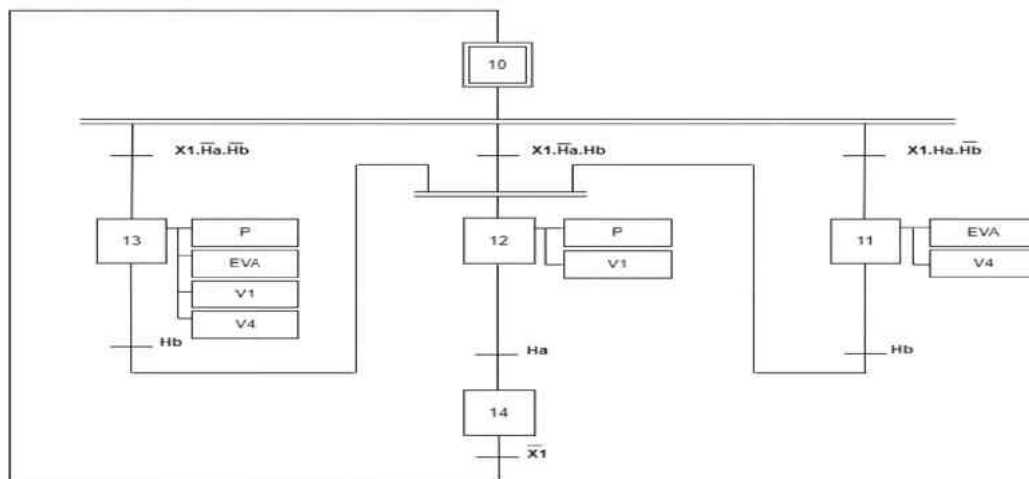 10
X1.H̅a.H̅b
X1.H̅a.Hb
X1.Ha.H̅b
13
P
EVA
V1
V4
12
P
V1
11
EVA
V4
Hb
Ha
Hb
14
X̅1